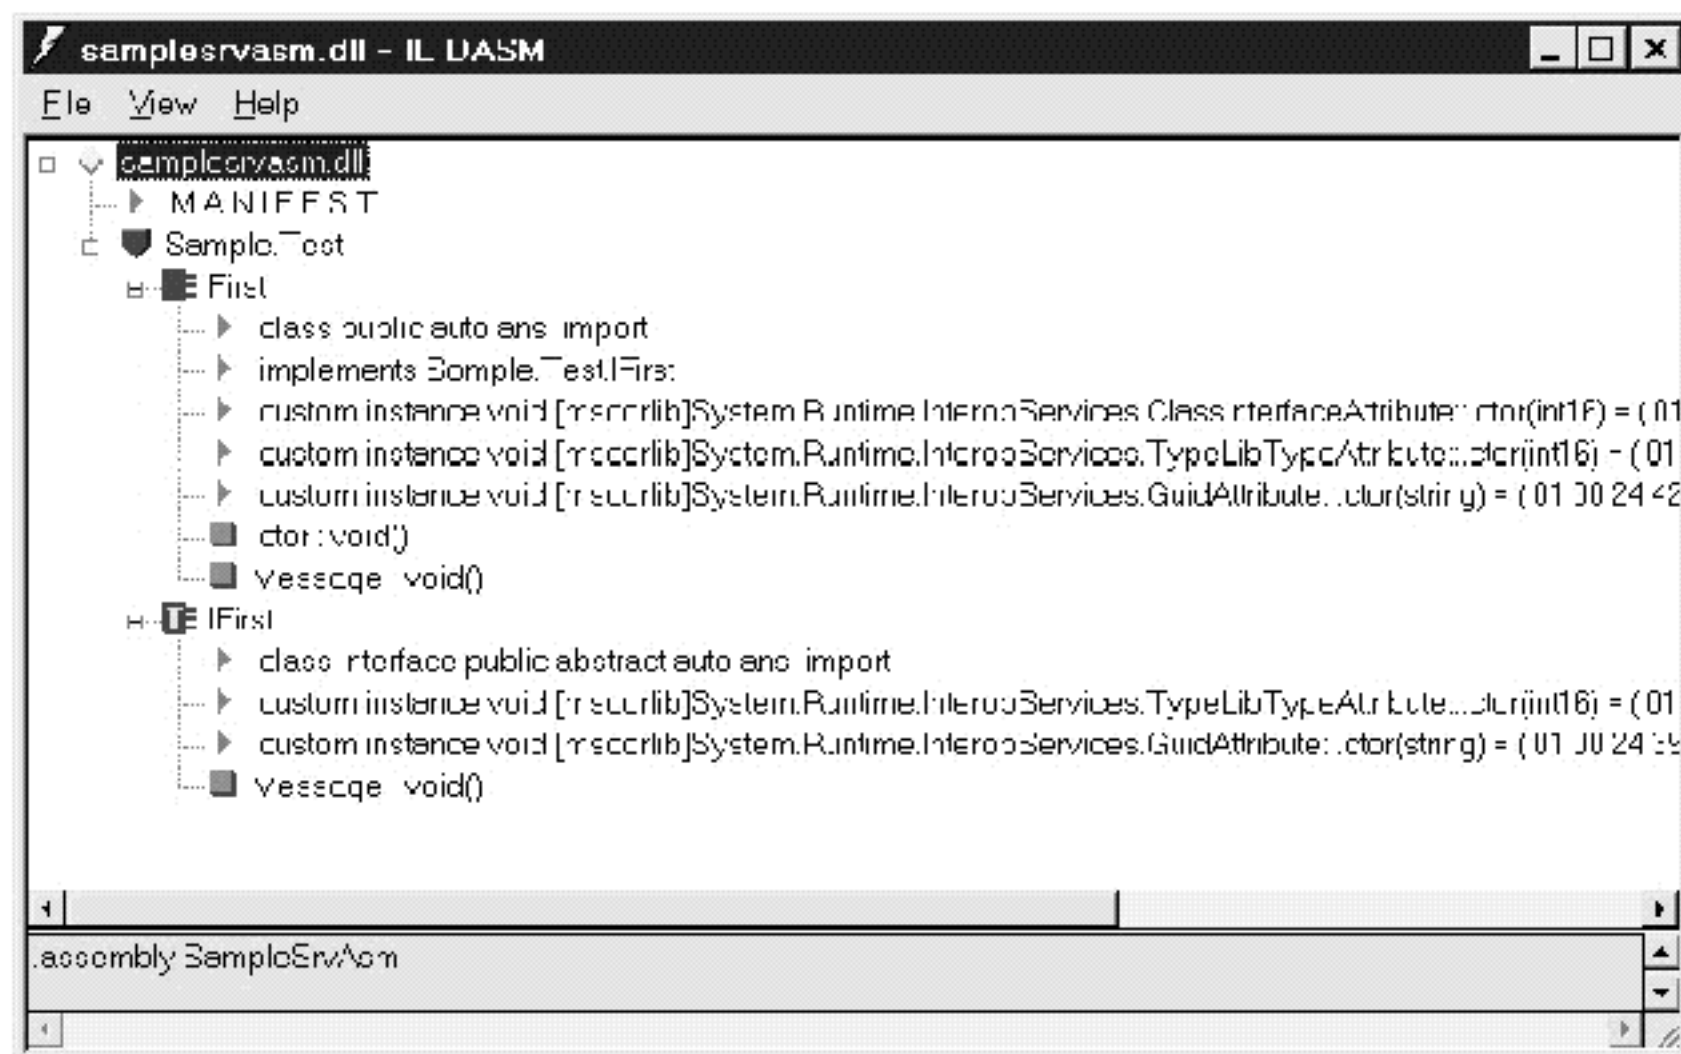 samplesrvasm.dll - IL DASM
File View Help
samplesrvasm.dll
MANIFEST
Sample.Test
First
class public auto ansi import
implements Sample.Test.IFirst
custom instance void [mscorlib]System.Runtime.InteropServices.ClassInterfaceAttribute::.ctor(int16) = ( 01
custom instance void [mscorlib]System.Runtime.InteropServices.TypeLibTypeAttribute::.ctor(int16) = ( 01
custom instance void [mscorlib]System.Runtime.InteropServices.GuidAttribute::.ctor(string) = ( 01 00 24 42
ctor : void()
Message : void()
IFirst
class interface public abstract auto ansi import
custom instance void [mscorlib]System.Runtime.InteropServices.TypeLibTypeAttribute::.ctor(int16) = ( 01
custom instance void [mscorlib]System.Runtime.InteropServices.GuidAttribute::.ctor(string) = ( 01 00 24
Message : void()
.assembly SampleSrvAsm